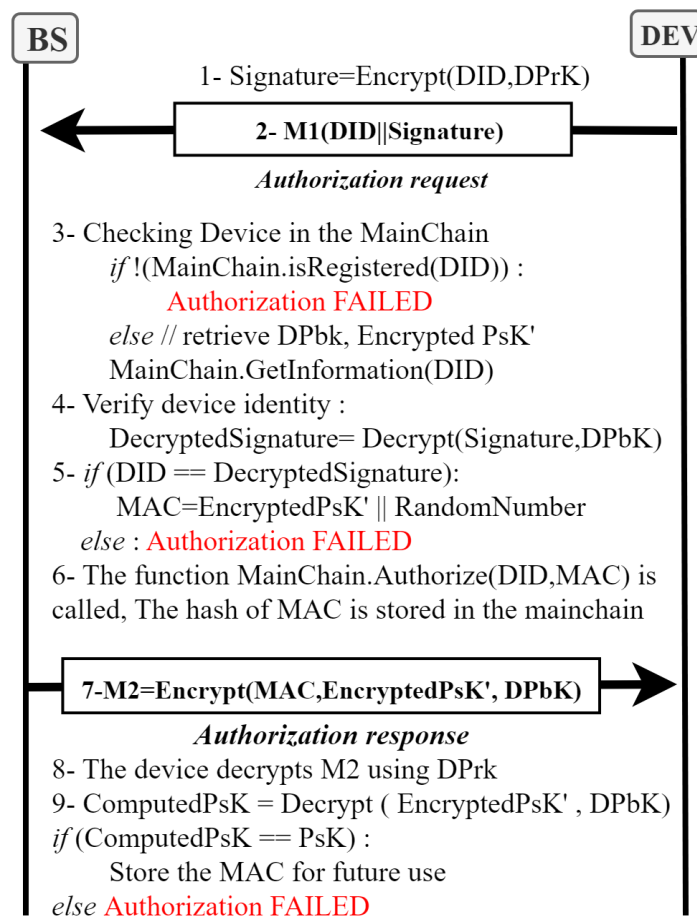 BS
DEV
1- Signature=Encrypt(DID,DPrK)
2- M1(DID||Signature)
Authorization request
3- Checking Device in the MainChain
if !(MainChain.isRegistered(DID)) :
Authorization FAILED
else // retrieve DPbk, Encrypted PsK'
MainChain.GetInformation(DID)
4- Verify device identity :
DecryptedSignature= Decrypt(Signature,DPbK)
5- if (DID == DecryptedSignature):
MAC=EncryptedPsK' || RandomNumber
else : Authorization FAILED
6- The function MainChain.Authorize(DID,MAC) is
called, The hash of MAC is stored in the mainchain
7-M2=Encrypt(MAC,EncryptedPsK', DPbK)
Authorization response
8- The device decrypts M2 using DPrk
9- ComputedPsK = Decrypt ( EncryptedPsK' , DPbK)
if (ComputedPsK == PsK) :
Store the MAC for future use
else Authorization FAILED